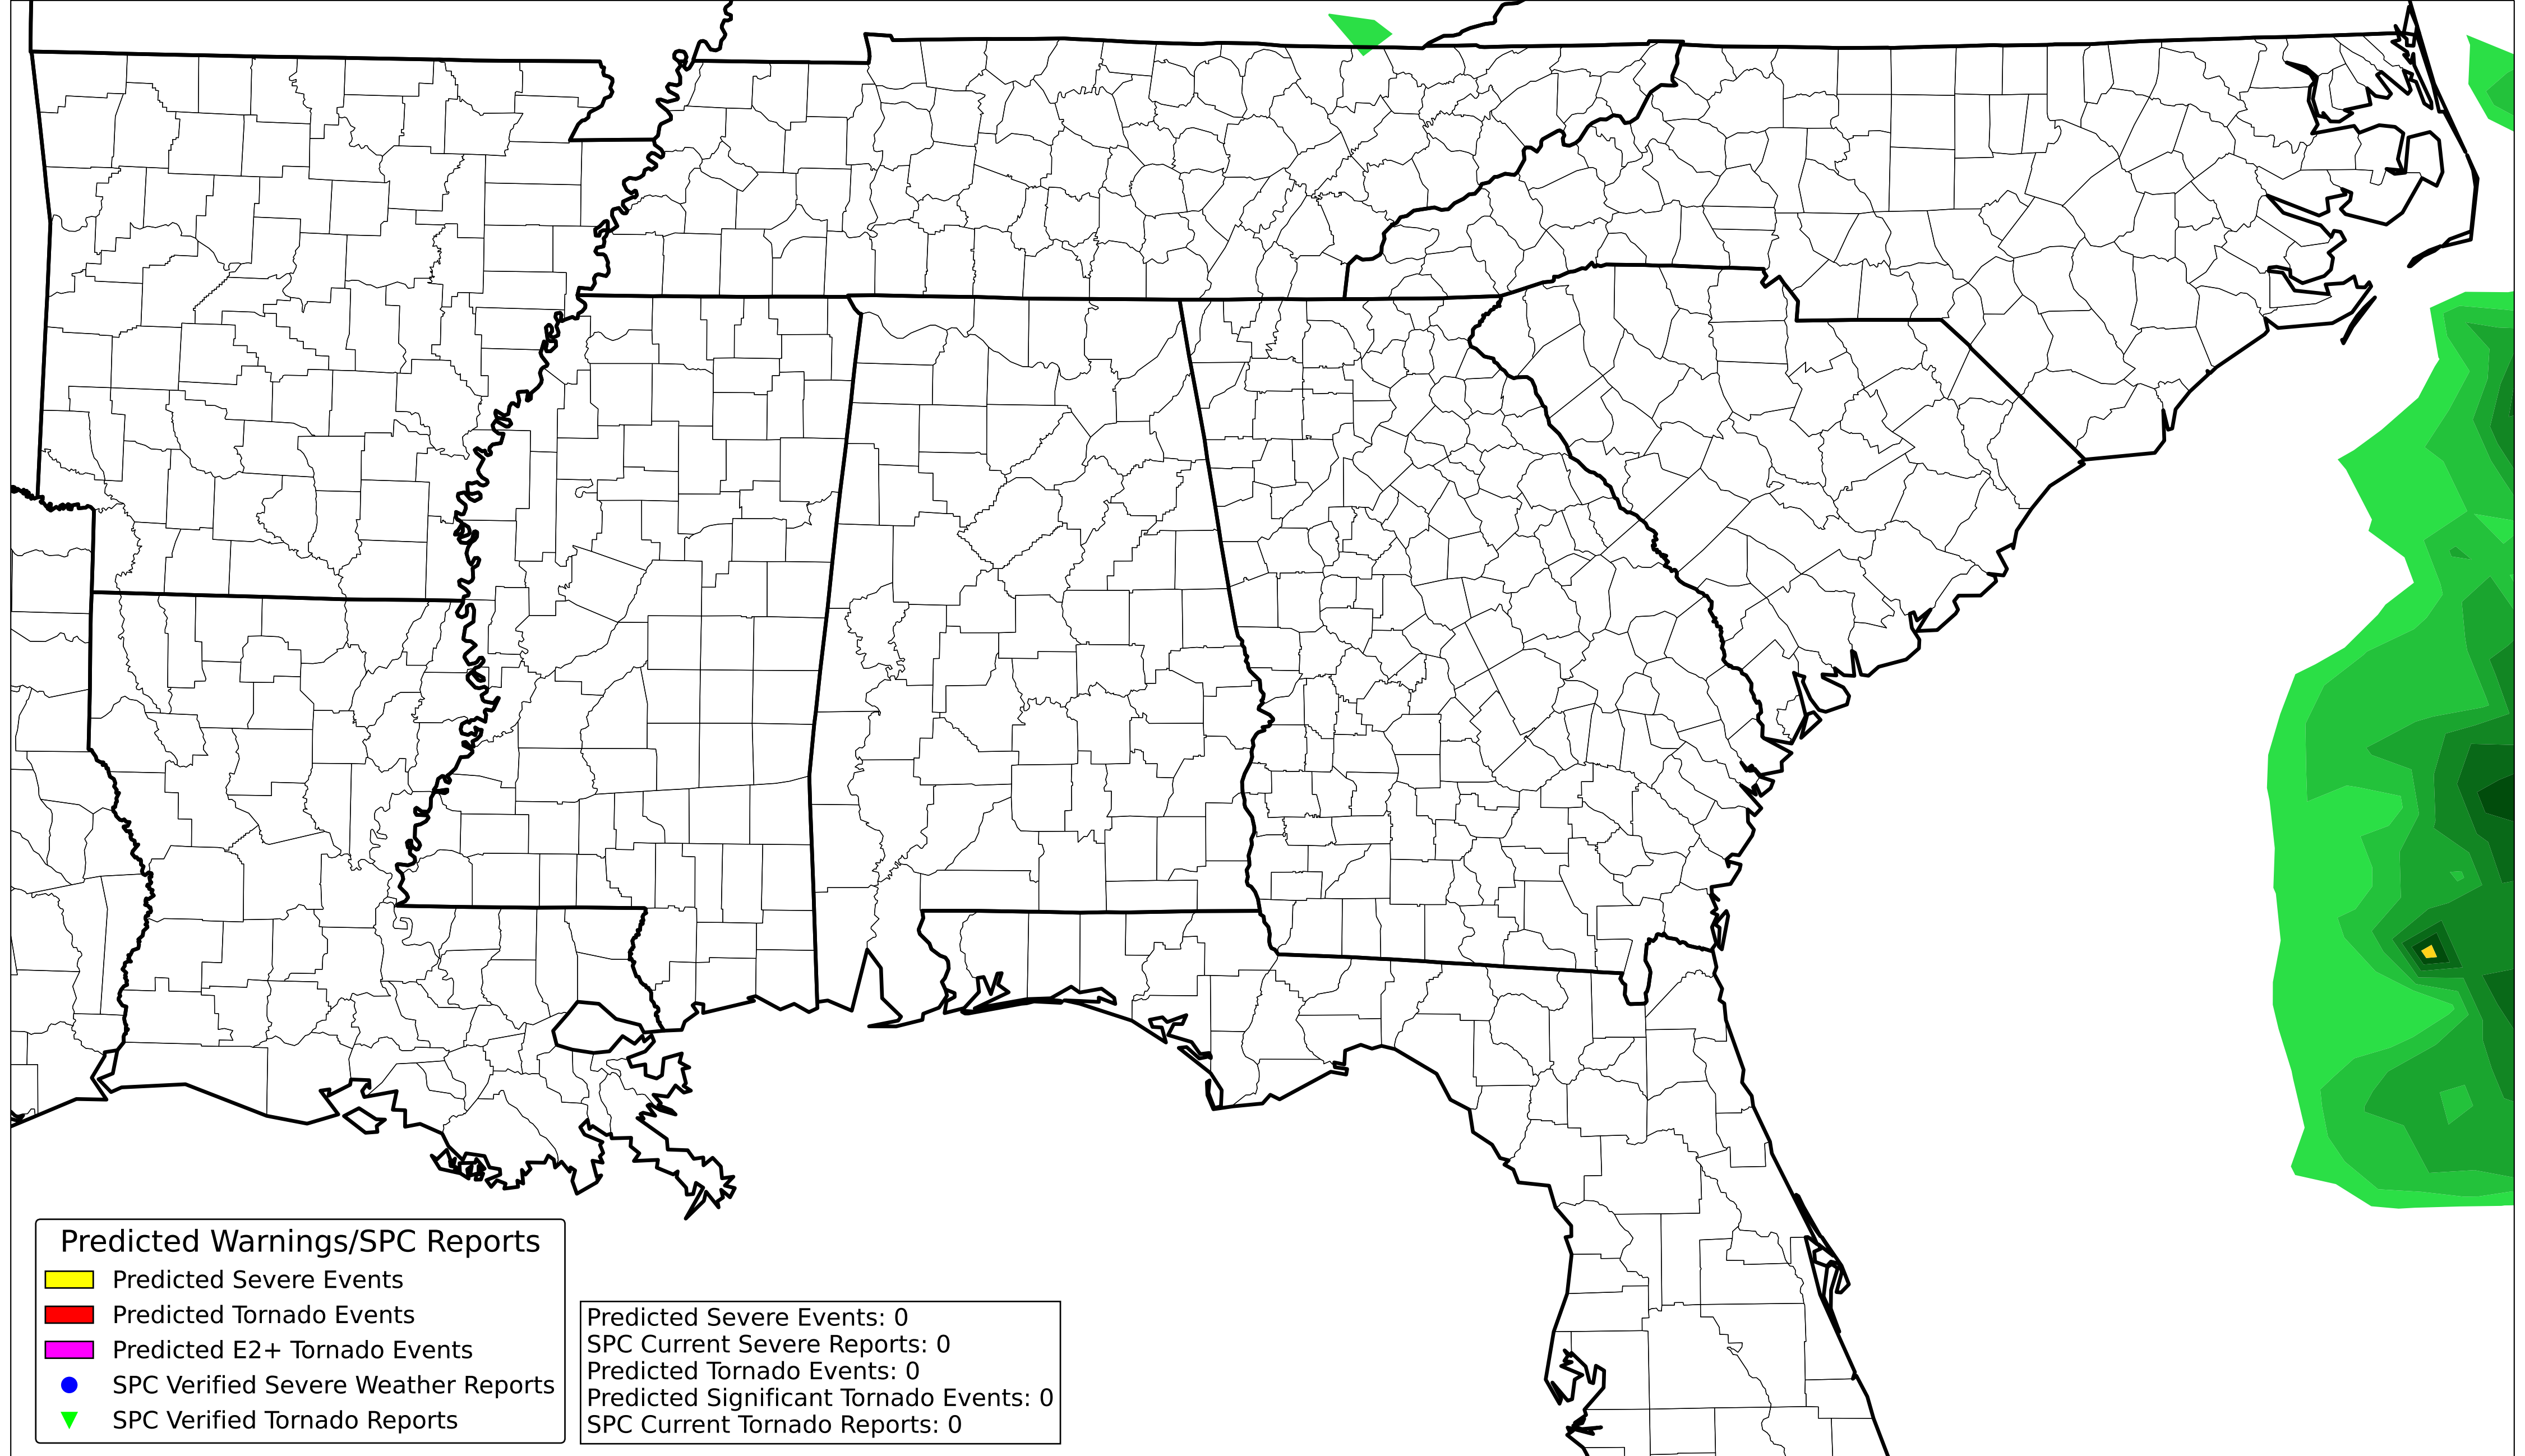 Predicted Warnings/SPC Reports
Predicted Severe Events
Predicted Tornado Events
Predicted E2+ Tornado Events
SPC Verified Severe Weather Reports
SPC Verified Tornado Reports
Predicted Severe Events: 0
SPC Current Severe Reports: 0
Predicted Tornado Events: 0
Predicted Significant Tornado Events: 0
SPC Current Tornado Reports: 0